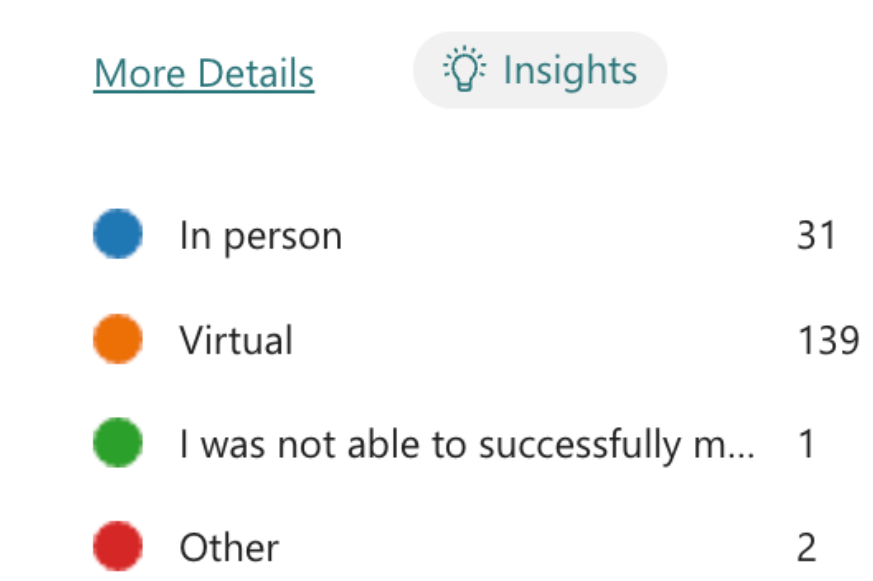 More Details
Insights
In person 31
Virtual 139
I was not able to successfully m... 1
Other 2